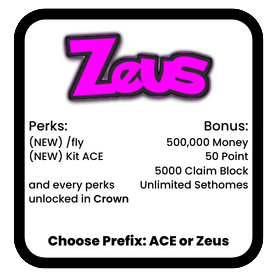 Zeus
Perks:
(NEW) /fly
(NEW) Kit ACE
and every perks
unlocked in Crown
Bonus:
500,000 Money
50 Point
5000 Claim Block
Unlimited Sethomes
Choose Prefix: ACE or Zeus